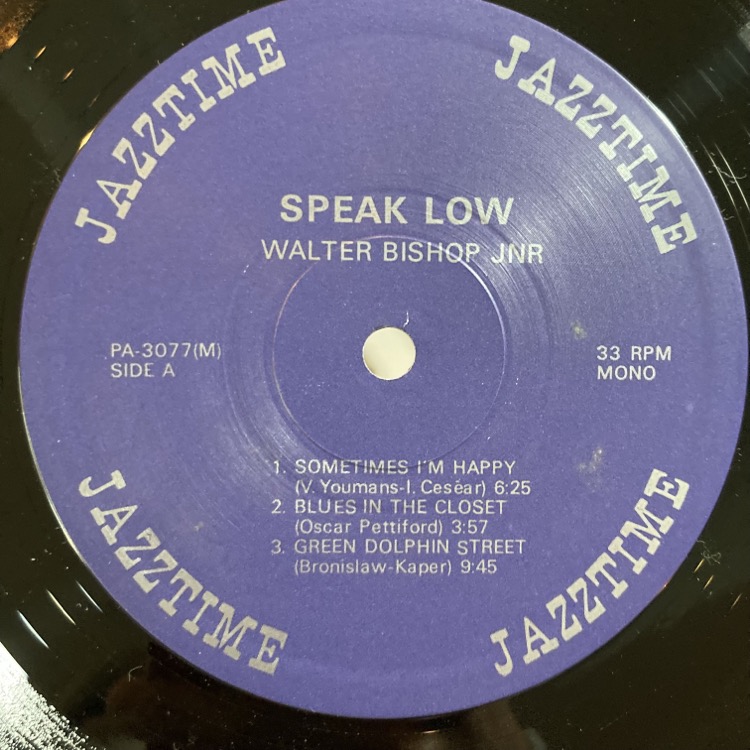 JAZZTIME
JAZZTIME
SPEAK LOW
WALTER BISHOP JNR
PA-3077(M)
SIDE A
33 RPM
MONO
1. SOMETIMES I'M HAPPY
(V. Youmans-I.Ceséar) 6:25
2. BLUES IN THE CLOSET
(Oscar Pettiford) 3:57
3. GREEN DOLPHIN STREET
(Bronislaw-Kaper) 9:45
JAZZTIME
JAZZTIME